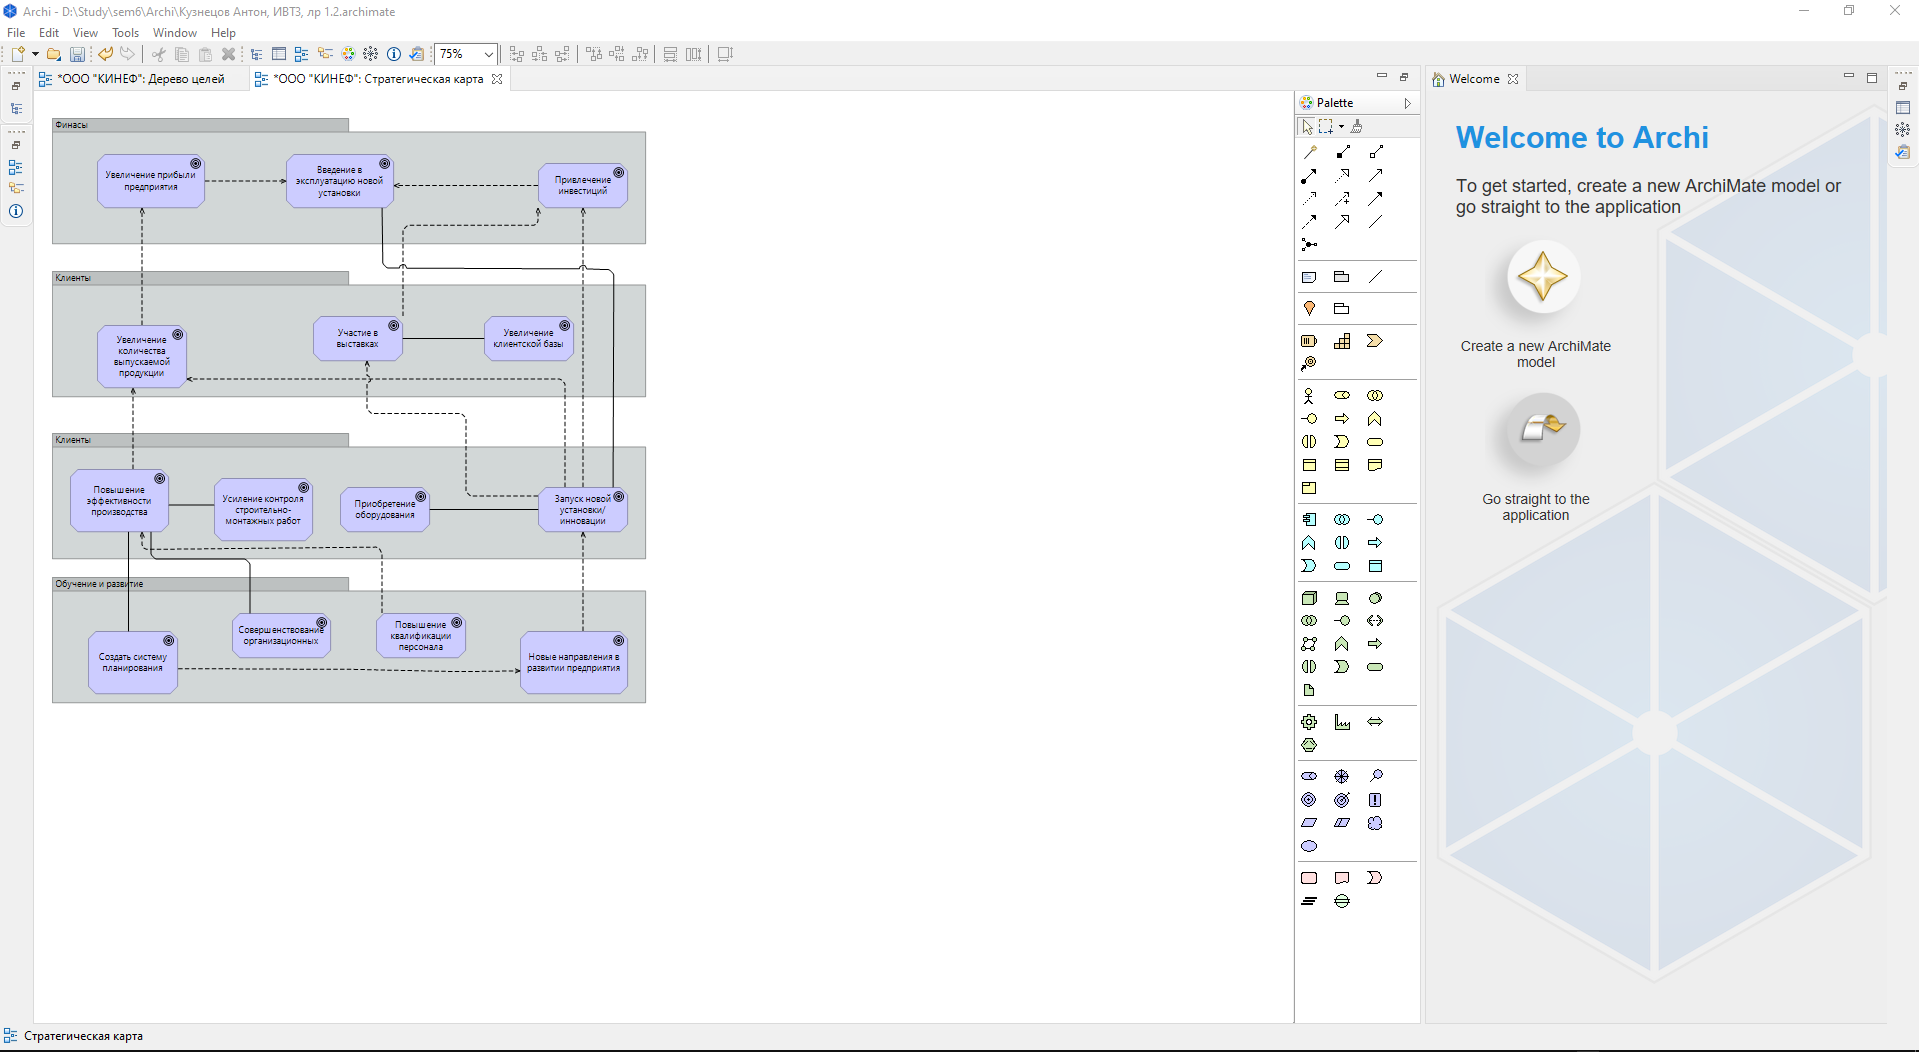 Archi - D:\Study\sem6\Archi\Кузнецов Антон, ИВТ3, лр 1.2.archimate
File Edit View Tools Window Help
75%
*ООО "КИНЕФ": Дерево целей
*ООО "КИНЕФ": Стратегическая карта
Финасы
Увеличение прибыли
предприятия
Введение в
эксплуатацию новой
установки
Привлечение
инвестиций
Клиенты
Увеличение
количества
выпускаемой
продукции
Участие в
выставках
Увеличение
клиентской базы
Клиенты
Повышение
эффективности
производства
Усиление контроля
строительно-
монтажных работ
Приобретение
оборудования
Запуск новой
установки/
инновации
Обучение и развитие
Создать систему
планирования
Совершенствование
организационных
Повышение
квалификации
персонала
Новые направления в
развитии предприятия
Palette
Welcome
Welcome to Archi
To get started, create a new ArchiMate model or
go straight to the application
Create a new ArchiMate
model
Go straight to the
application
Стратегическая карта